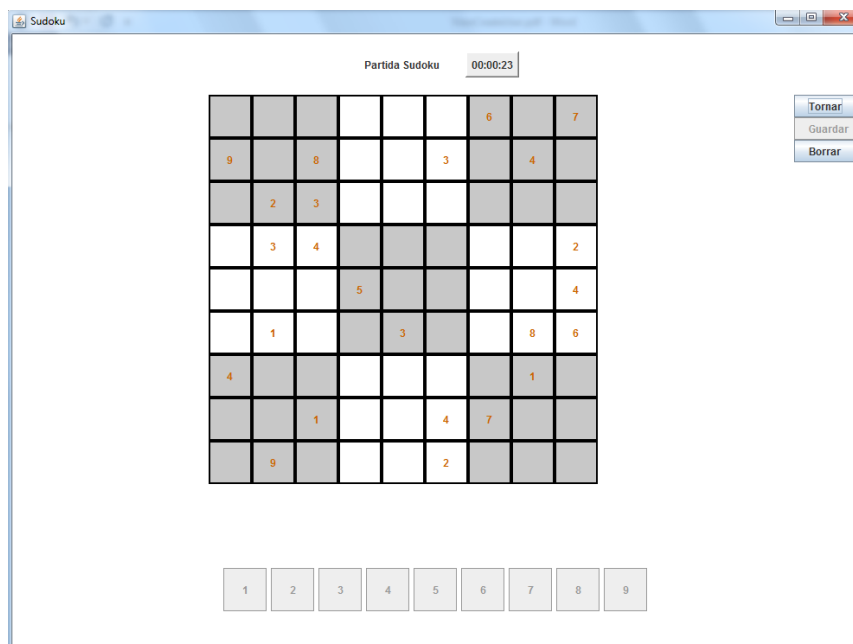 Sudoku
Partida Sudoku 00:00:23
Tornar
Guardar
Borrar
6 7
9 8 3 4
2 3
3 4 2
5 4
1 3 8 6
4 1
1 4 7
9 2
1 2 3 4 5 6 7 8 9